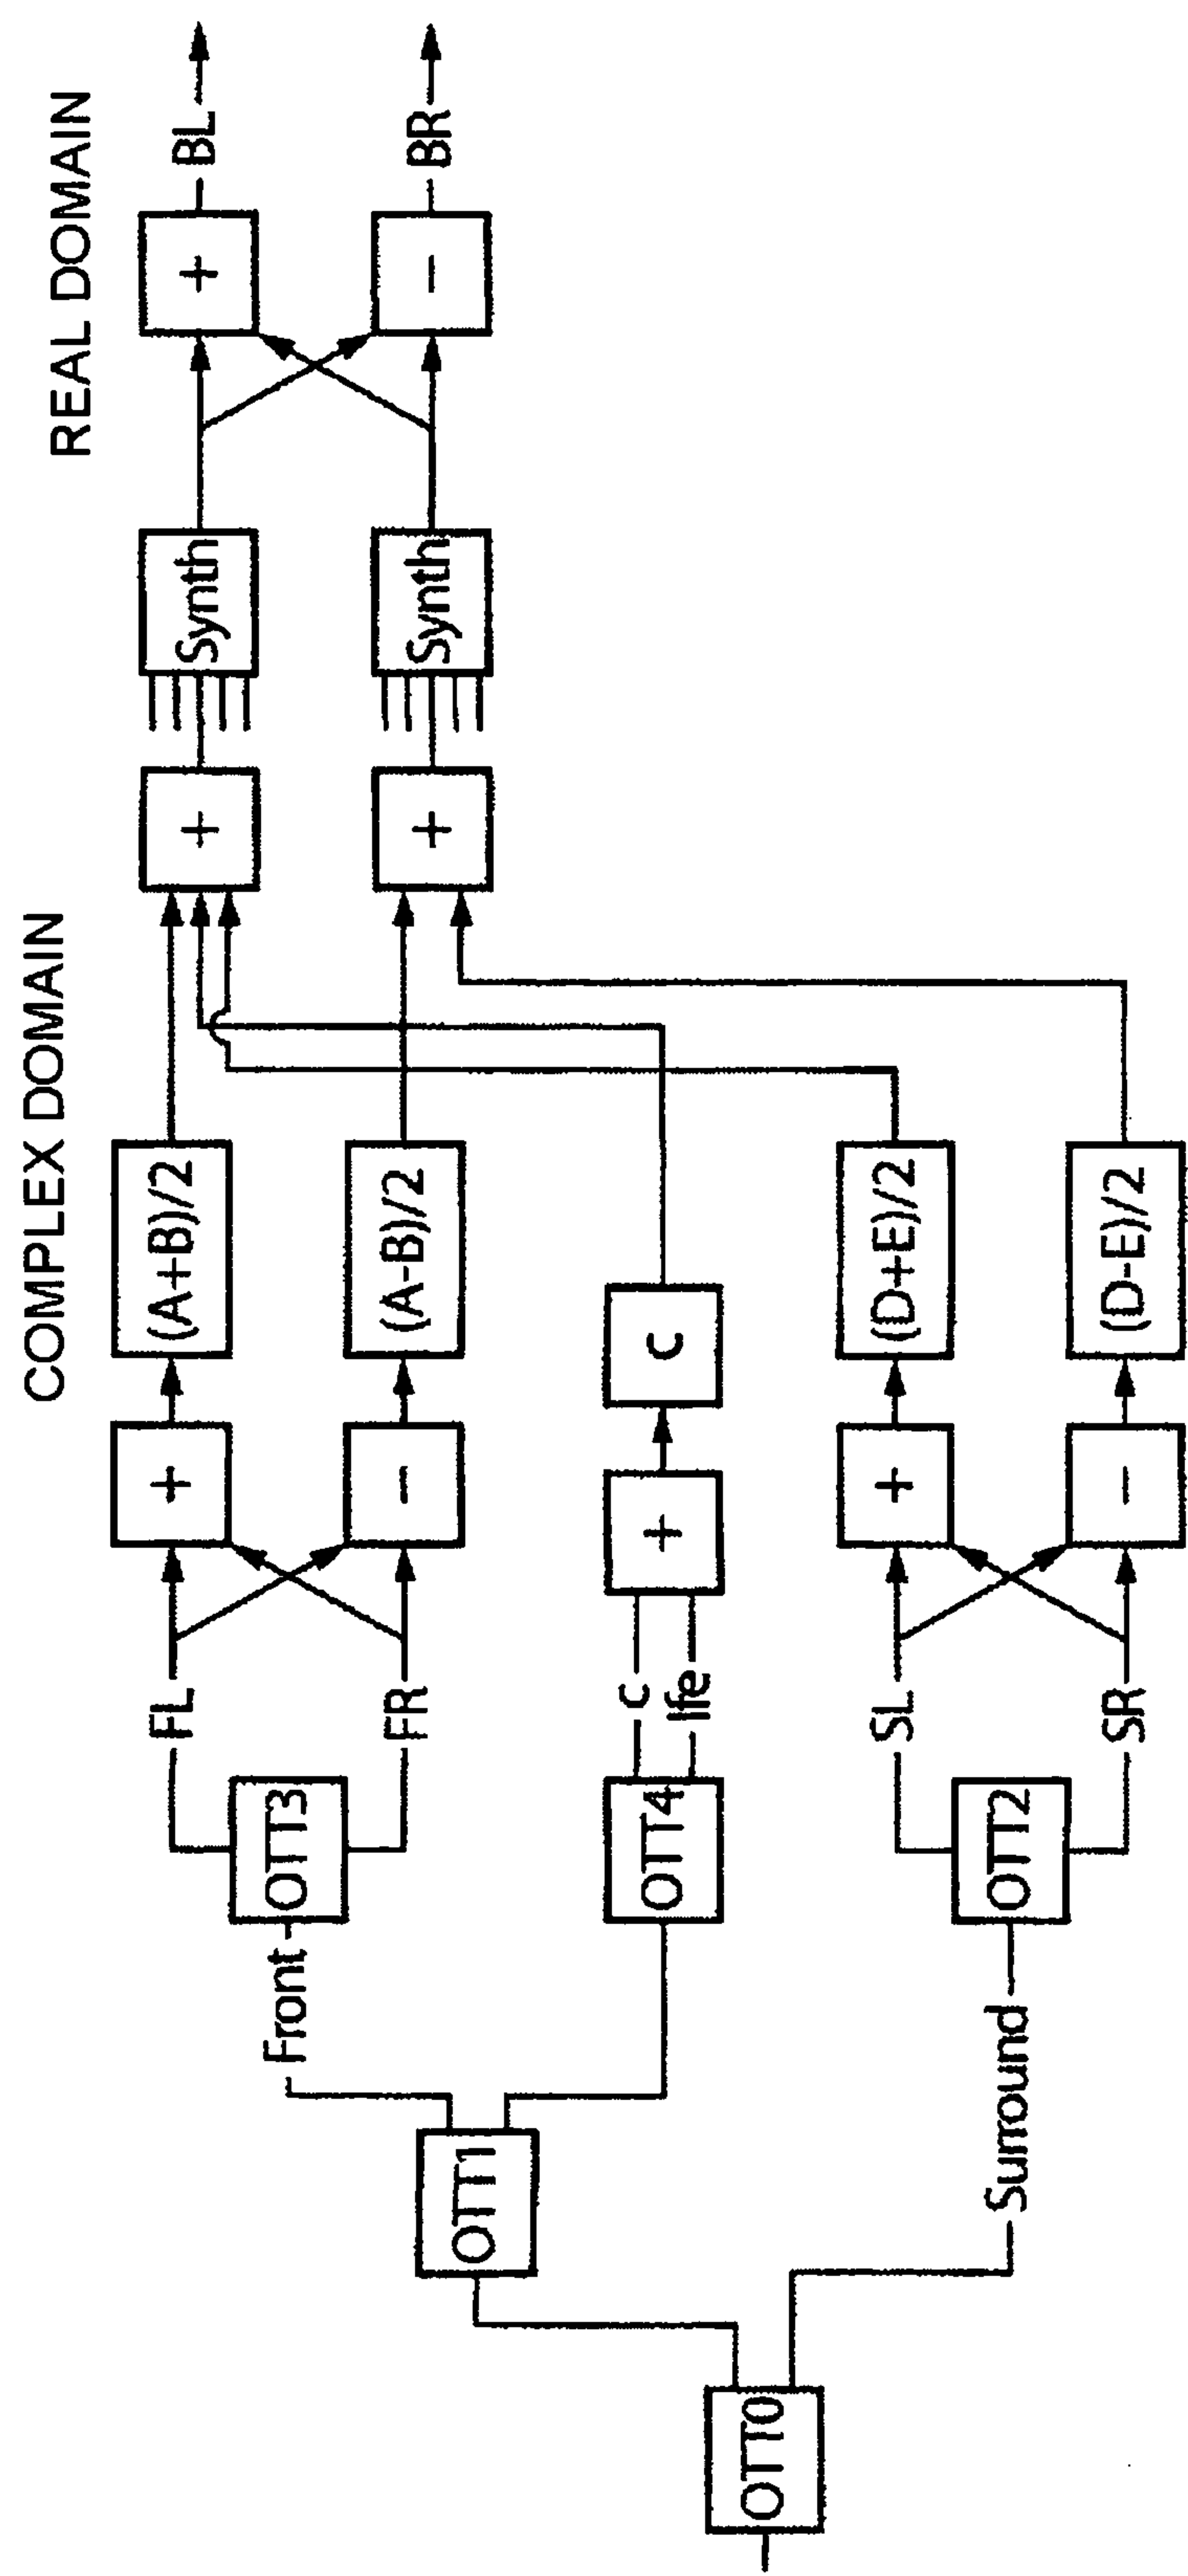 COMPLEX DOMAIN
REAL DOMAIN
OTT0
OTT1
Surround
Front
OTT3
OTT4
OTT2
FL
FR
c
lfe
SL
SR
+
-
+
+
-
(A+B)/2
(A-B)/2
c
(D+E)/2
(D-E)/2
+
+
Synth
Synth
+
-
BL
BR